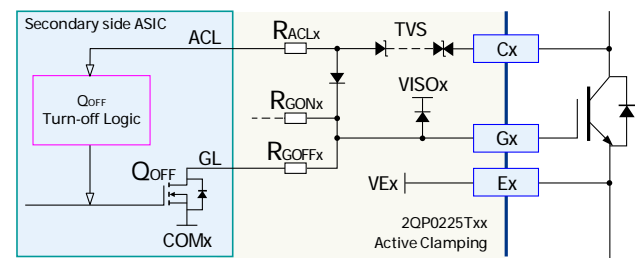 Secondary side ASIC
ACL
RACLx
TVS
Cx
QOFF
Turn-off Logic
RGONx
VISOx
Gx
QOFF
GL
RGOFFx
VEx
Ex
COMx
2QP0225Txx
Active Clamping